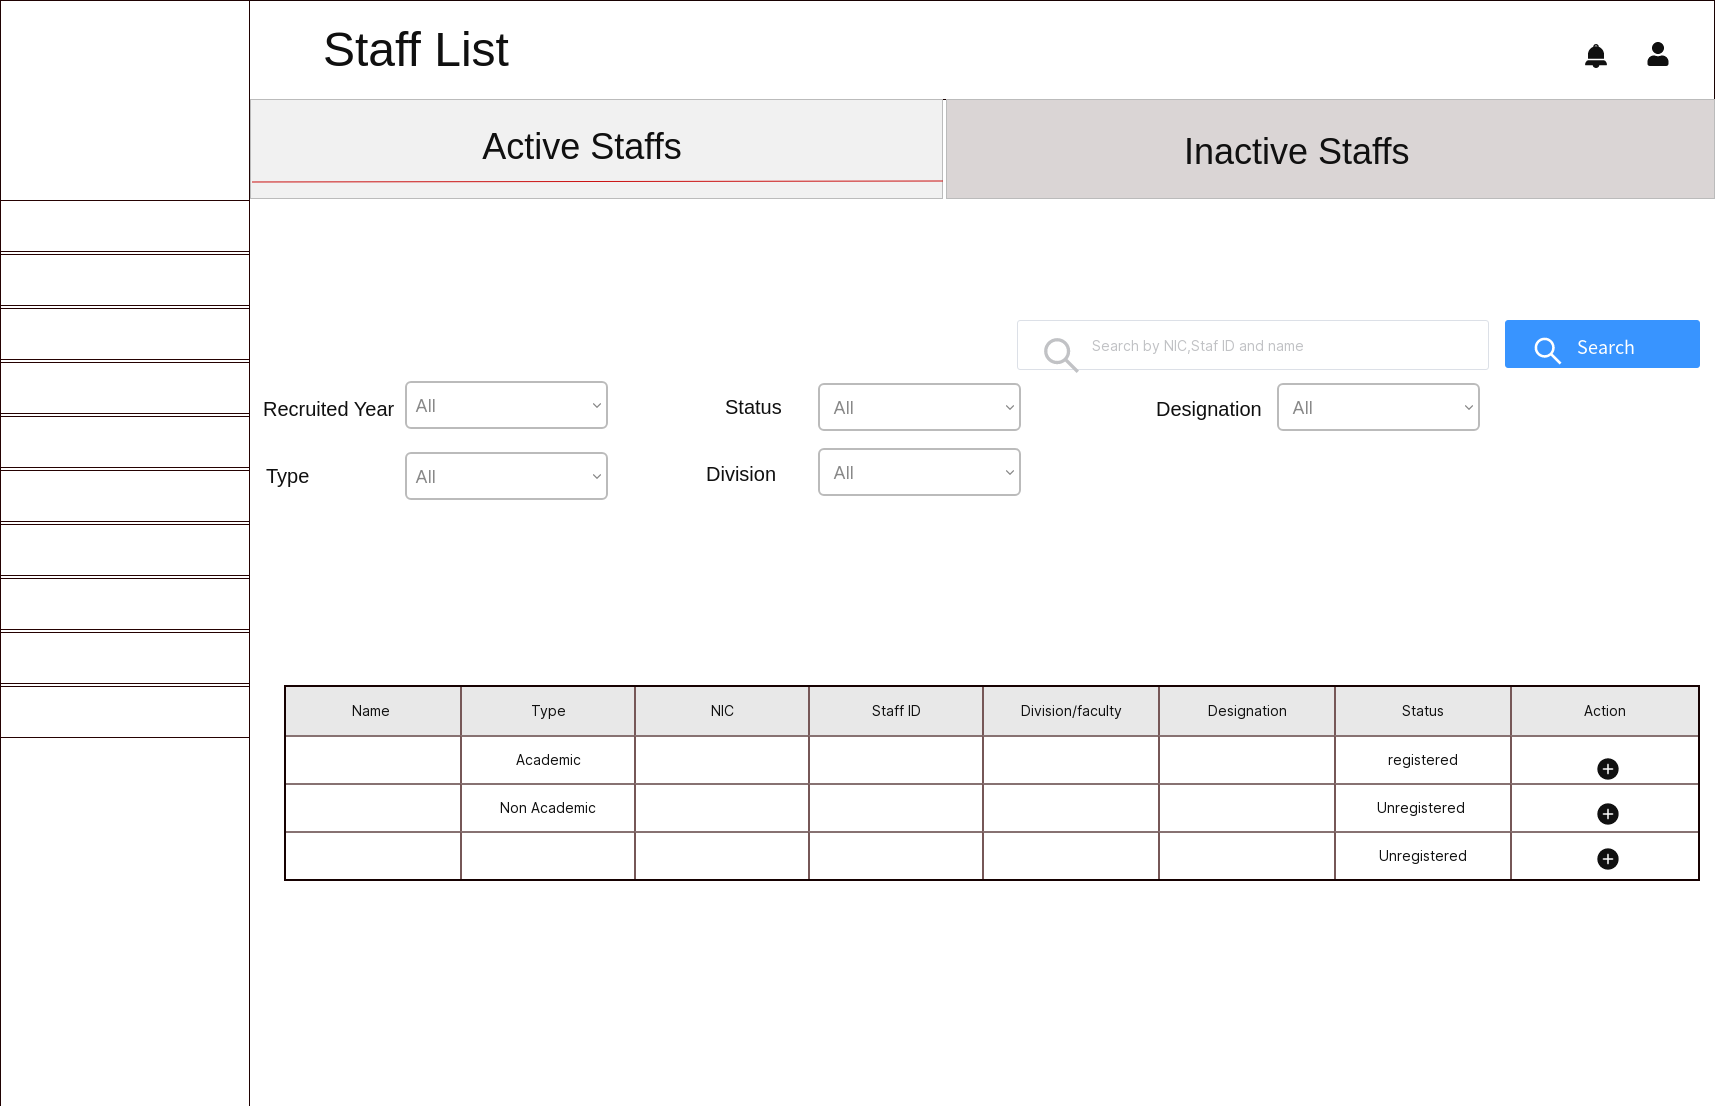 Staff List
Active Staffs
Inactive Staffs
Search by NIC,Staf ID and name
Search
Recruited Year
All
Status
All
Designation
All
Type
All
Division
All
Name
Type
NIC
Staff ID
Division/faculty
Designation
Status
Action
Academic
registered
Non Academic
Unregistered
Unregistered